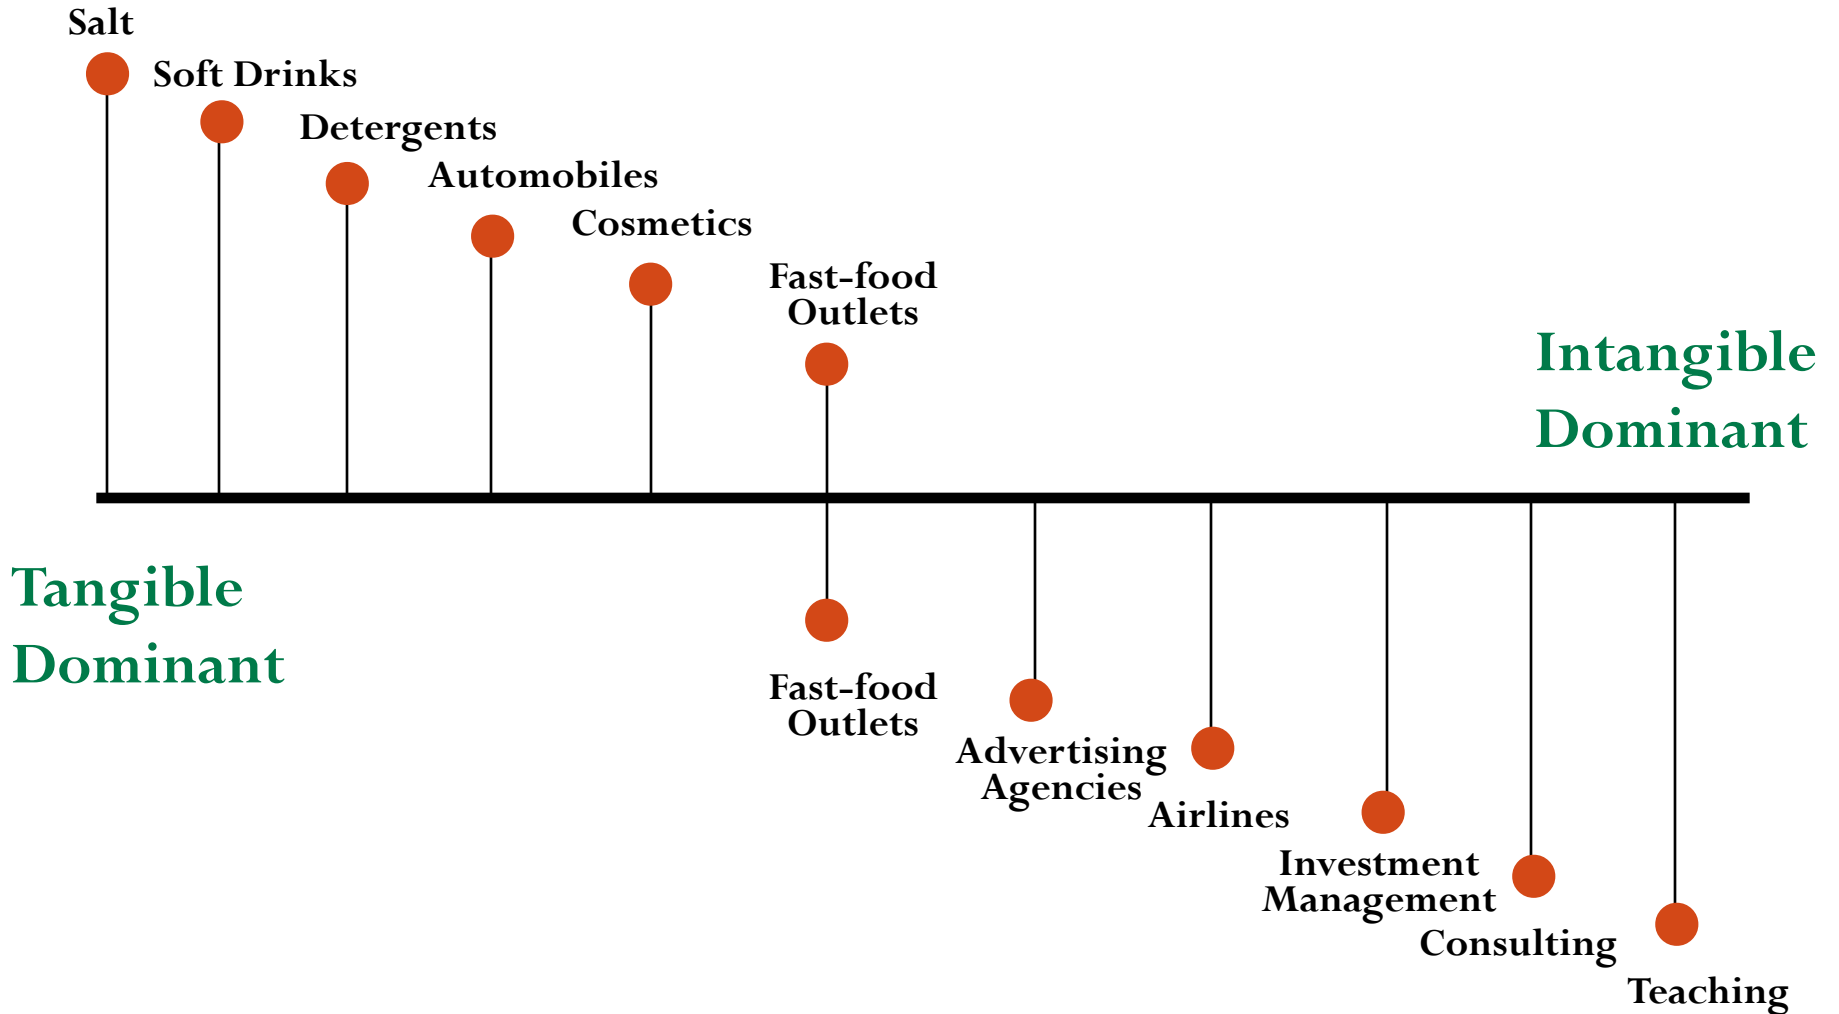 Salt
Soft Drinks
Detergents
Automobiles
Cosmetics
Fast-food
Outlets
Intangible
Dominant
Tangible
Dominant
Fast-food
Outlets
Advertising
Agencies
Airlines
Investment
Management
Consulting
Teaching